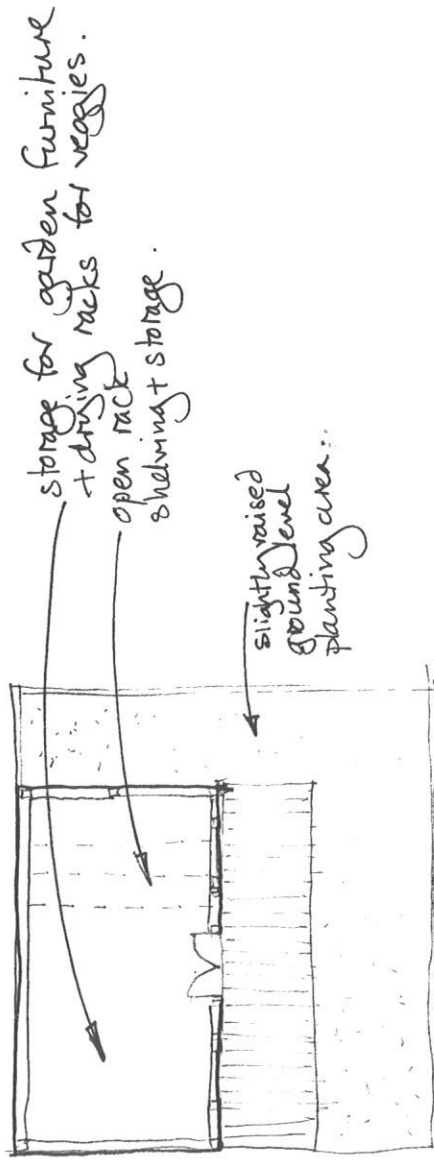 storage for garden furniture
+ drying racks for veggies.
open rack
shelving + storage.
slightly raised
ground level
planting area..